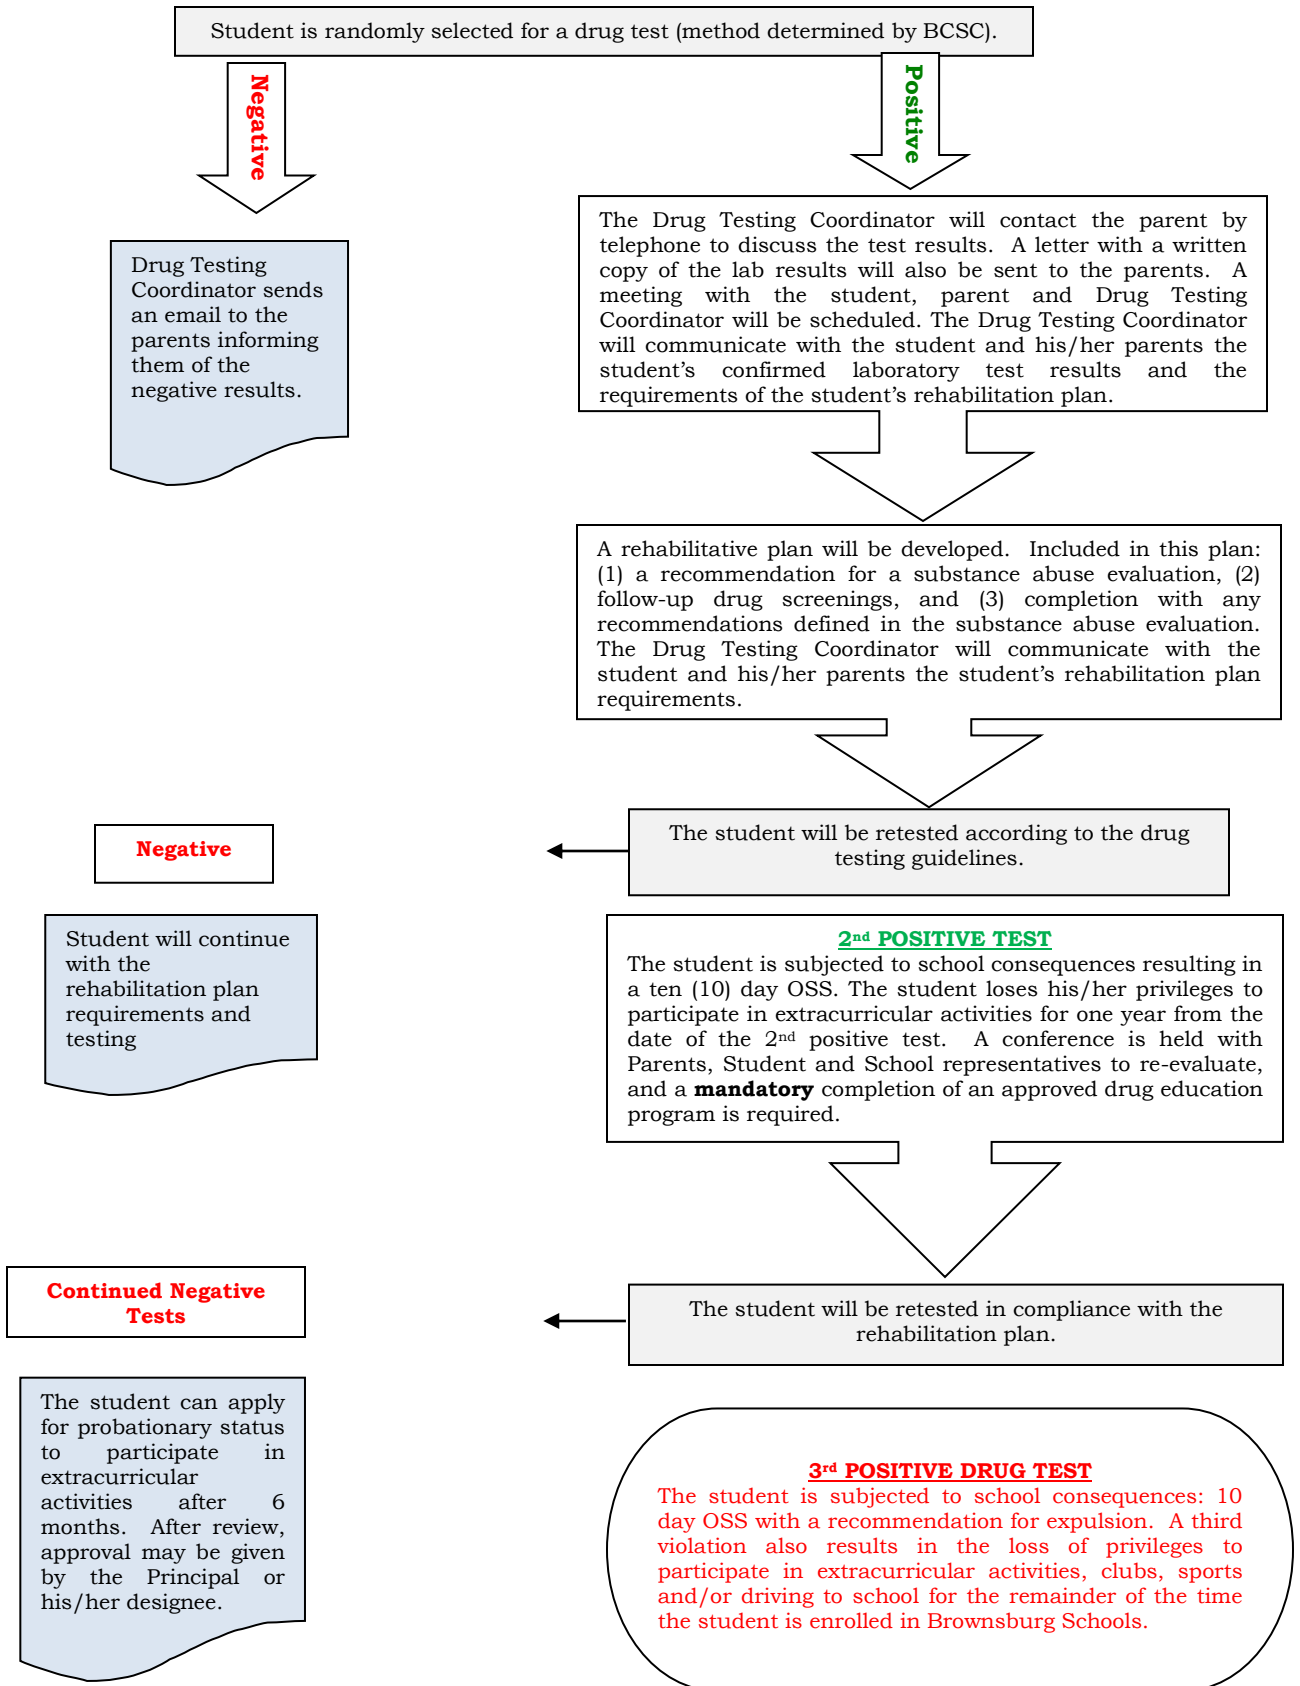 Student is randomly selected for a drug test (method determined by BCSC).
Negative
Positive
Drug Testing
Coordinator sends
an email to the
parents informing
them of the
negative results.
The Drug Testing Coordinator will contact the parent by
telephone to discuss the test results. A letter with a written
copy of the lab results will also be sent to the parents. A
meeting with the student, parent and Drug Testing
Coordinator will be scheduled. The Drug Testing Coordinator
will communicate with the student and his/her parents the
student’s confirmed laboratory test results and the
requirements of the student’s rehabilitation plan.
A rehabilitative plan will be developed. Included in this plan:
(1) a recommendation for a substance abuse evaluation, (2)
follow-up drug screenings, and (3) completion with any
recommendations defined in the substance abuse evaluation.
The Drug Testing Coordinator will communicate with the
student and his/her parents the student’s rehabilitation plan
requirements.
The student will be retested according to the drug
testing guidelines.
Negative
Student will continue
with the
rehabilitation plan
requirements and
testing
2nd POSITIVE TEST
The student is subjected to school consequences resulting in
a ten (10) day OSS. The student loses his/her privileges to
participate in extracurricular activities for one year from the
date of the 2nd positive test. A conference is held with
Parents, Student and School representatives to re-evaluate,
and a mandatory completion of an approved drug education
program is required.
The student will be retested in compliance with the
rehabilitation plan.
Continued Negative
Tests
The student can apply
for probationary status
to participate in
extracurricular
activities after 6
months. After review,
approval may be given
by the Principal or
his/her designee.
3rd POSITIVE DRUG TEST
The student is subjected to school consequences: 10
day OSS with a recommendation for expulsion. A third
violation also results in the loss of privileges to
participate in extracurricular activities, clubs, sports
and/or driving to school for the remainder of the time
the student is enrolled in Brownsburg Schools.